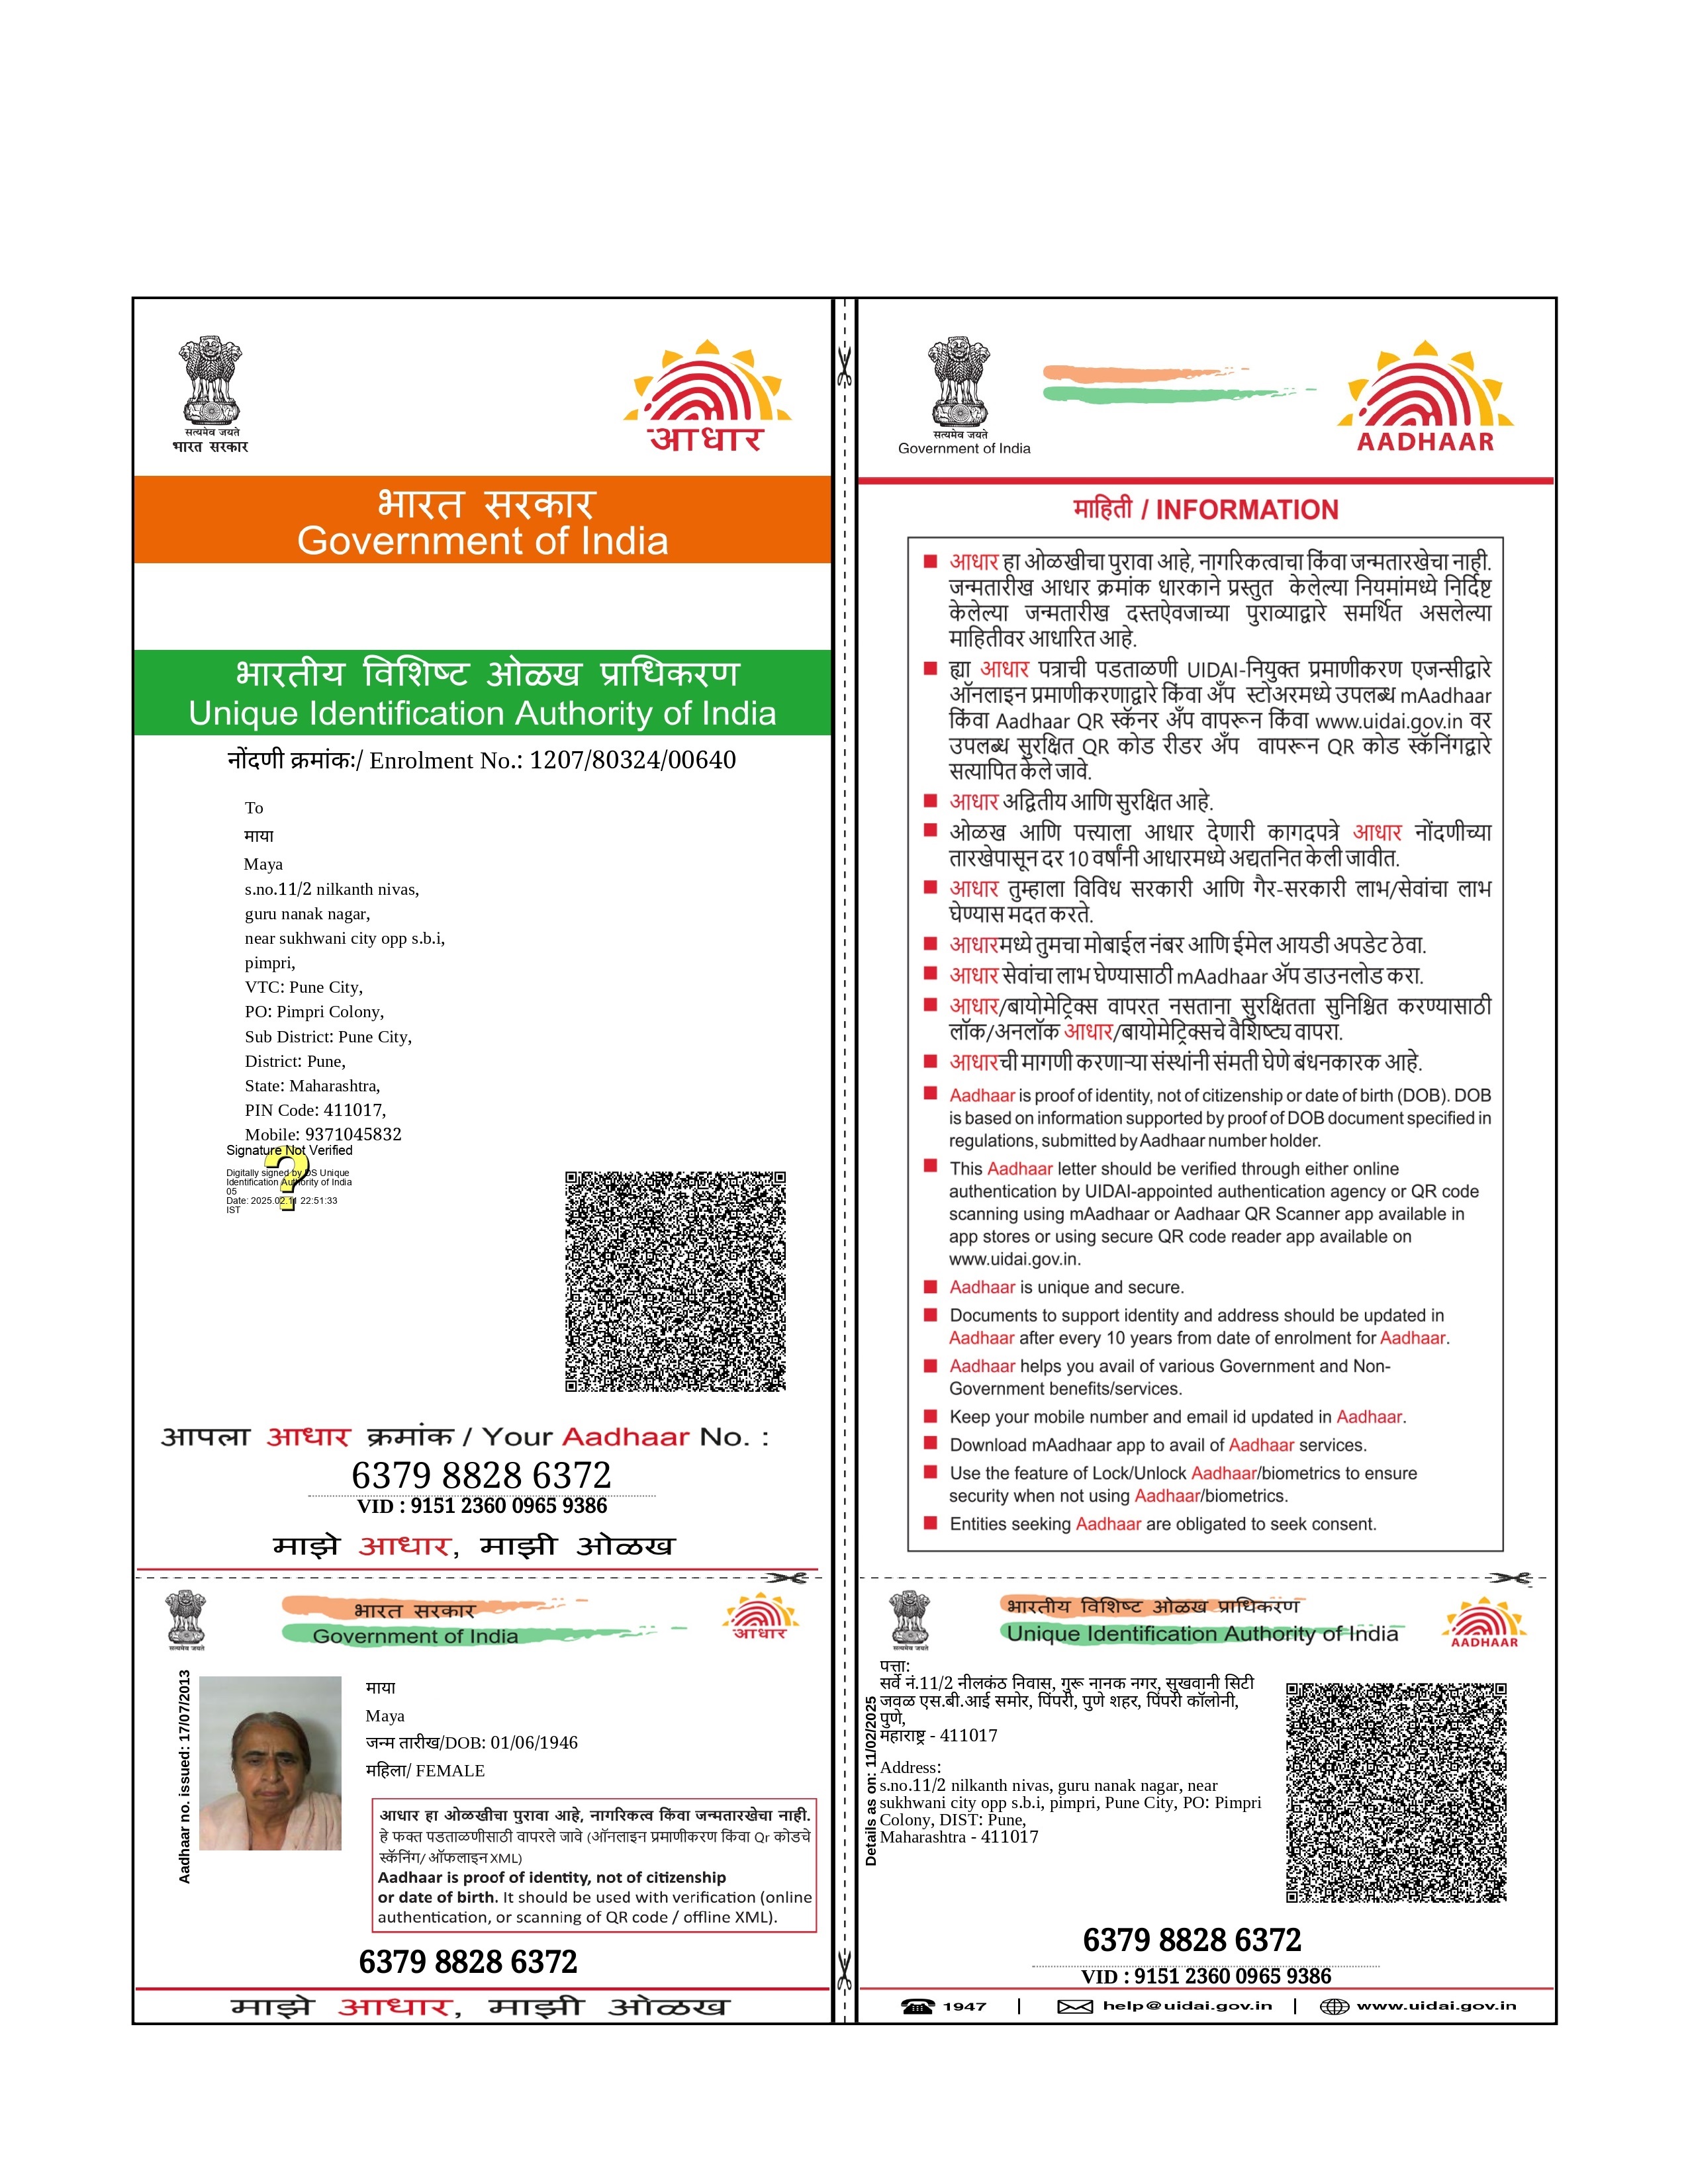 सत्यमेव जयते
भारत सरकार
आधार
भारत सरकार
Government of India
भारतीय विशिष्ट ओळख प्राधिकरण
Unique Identification Authority of India
नोंदणी क्रमांकः/ Enrolment No.: 1207/80324/00640
To
माया
Maya
s.no.11/2 nilkanth nivas,
guru nanak nagar,
near sukhwani city opp s.b.i,
pimpri,
VTC: Pune City,
PO: Pimpri Colony,
Sub District: Pune City,
District: Pune,
State: Maharashtra,
PIN Code: 411017,
Mobile: 9371045832
Signature Not Verified
Digitally signed by DS Unique
Identification Authority of India
05
Date: 2025.02.11 22:51:33
IST
आपला आधार क्रमांक / Your Aadhaar No. :
6379 8828 6372
VID : 9151 2360 0965 9386
माझे आधार, माझी ओळख
सत्यमेव जयते
Government of India
AADHAAR
माहिती / INFORMATION
आधार हा ओळखीचा पुरावा आहे, नागरिकत्वाचा किंवा जन्मतारखेचा नाही.
जन्मतारीख आधार क्रमांक धारकाने प्रस्तुत केलेल्या नियमांमध्ये निर्दिष्ट
केलेल्या जन्मतारीख दस्तऐवजाच्या पुराव्याद्वारे समर्थित असलेल्या
माहितीवर आधारित आहे.
ह्या आधार पत्राची पडताळणी UIDAI-नियुक्त प्रमाणीकरण एजन्सीद्वारे
ऑनलाइन प्रमाणीकरणाद्वारे किंवा अँप स्टोअरमध्ये उपलब्ध mAadhaar
किंवा Aadhaar QR स्कॅनर अँप वापरून किंवा www.uidai.gov.in वर
उपलब्ध सुरक्षित QR कोड रीडर अँप वापरून QR कोड स्कॅनिंगद्वारे
सत्यापित केले जावे.
आधार अद्वितीय आणि सुरक्षित आहे.
ओळख आणि पत्त्याला आधार देणारी कागदपत्रे आधार नोंदणीच्या
तारखेपासून दर 10 वर्षांनी आधारमध्ये अद्यतनित केली जावीत.
आधार तुम्हाला विविध सरकारी आणि गैर-सरकारी लाभ/सेवांचा लाभ
घेण्यास मदत करते.
आधारमध्ये तुमचा मोबाईल नंबर आणि ईमेल आयडी अपडेट ठेवा.
आधार सेवांचा लाभ घेण्यासाठी mAadhaar ॲप डाउनलोड करा.
आधार/बायोमेट्रिक्स वापरत नसताना सुरक्षितता सुनिश्चित करण्यासाठी
लॉक/अनलॉक आधार/बायोमेट्रिक्सचे वैशिष्ट्य वापरा.
आधारची मागणी करणाऱ्या संस्थांनी संमती घेणे बंधनकारक आहे.
Aadhaar is proof of identity, not of citizenship or date of birth (DOB). DOB
is based on information supported by proof of DOB document specified in
regulations, submitted by Aadhaar number holder.
This Aadhaar letter should be verified through either online
authentication by UIDAI-appointed authentication agency or QR code
scanning using mAadhaar or Aadhaar QR Scanner app available in
app stores or using secure QR code reader app available on
www.uidai.gov.in.
Aadhaar is unique and secure.
Documents to support identity and address should be updated in
Aadhaar after every 10 years from date of enrolment for Aadhaar.
Aadhaar helps you avail of various Government and Non-
Government benefits/services.
Keep your mobile number and email id updated in Aadhaar.
Download mAadhaar app to avail of Aadhaar services.
Use the feature of Lock/Unlock Aadhaar/biometrics to ensure
security when not using Aadhaar/biometrics.
Entities seeking Aadhaar are obligated to seek consent.
सत्यमेव जयते
भारत सरकार
Government of India
आधार
Aadhaar no. issued: 17/07/2013
माया
Maya
जन्म तारीख/DOB: 01/06/1946
महिला/ FEMALE
आधार हा ओळखीचा पुरावा आहे, नागरिकत्व किंवा जन्मतारखेचा नाही.
हे फक्त पडताळणीसाठी वापरले जावे (ऑनलाइन प्रमाणीकरण किंवा Qr कोडचे
स्कॅनिंग/ ऑफलाइन XML)
Aadhaar is proof of identity, not of citizenship
or date of birth. It should be used with verification (online
authentication, or scanning of QR code / offline XML).
6379 8828 6372
माझे आधार, माझी ओळख
सत्यमेव जयते
भारतीय विशिष्ट ओळख प्राधिकरण
Unique Identification Authority of India
AADHAAR
Details as on: 11/02/2025
पत्ता:
सर्वे नं.11/2 नीलकंठ निवास, गुरू नानक नगर, सुखवानी सिटी
जवळ एस.बी.आई समोर, पिंपरी, पुणे शहर, पिंपरी कॉलोनी,
पुणे,
महाराष्ट्र - 411017
Address:
s.no.11/2 nilkanth nivas, guru nanak nagar, near
sukhwani city opp s.b.i, pimpri, Pune City, PO: Pimpri
Colony, DIST: Pune,
Maharashtra - 411017
6379 8828 6372
VID : 9151 2360 0965 9386
1947 | help@uidai.gov.in | www.uidai.gov.in